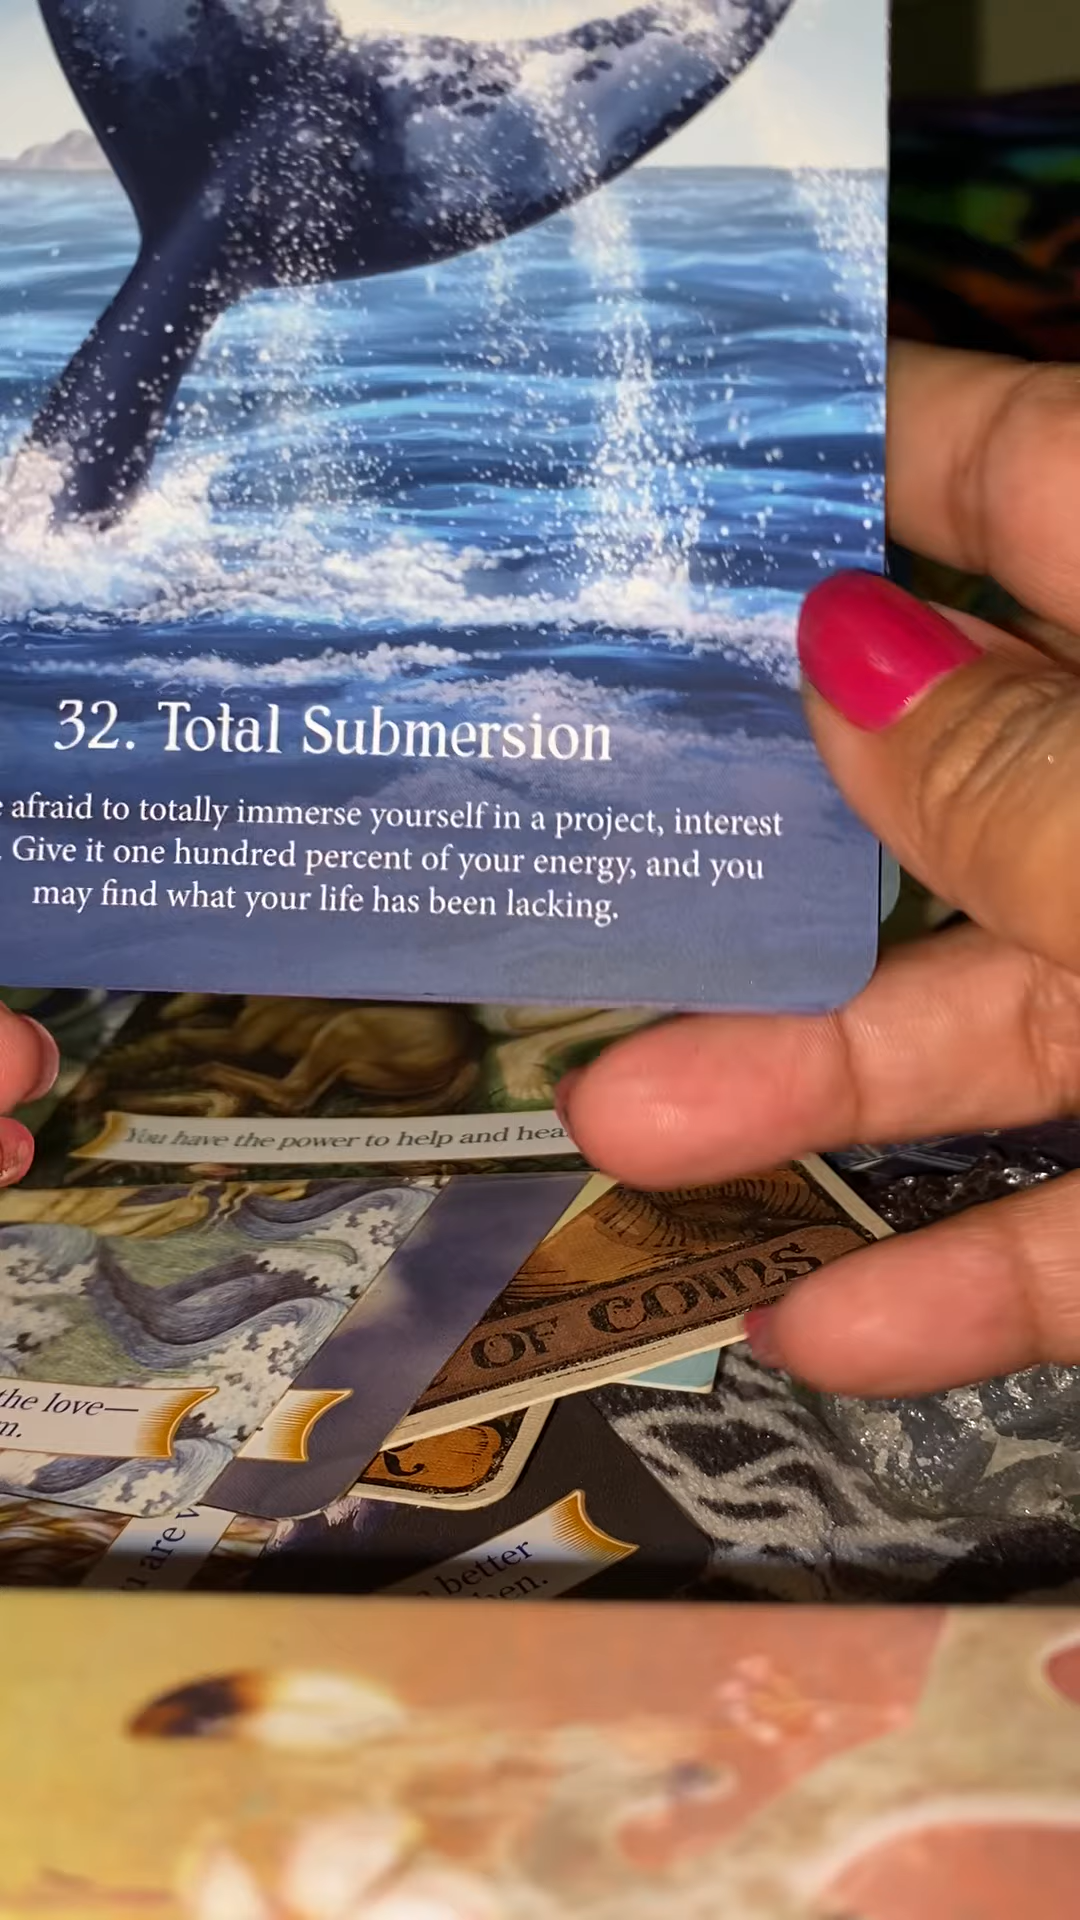 32. Total Submersion
afraid to totally immerse yourself in a project, interest
Give it one hundred percent of your energy, and you
may find what your life has been lacking.
You have the power to help and hea
OF COINS
the love—
m.
are
better
hen.